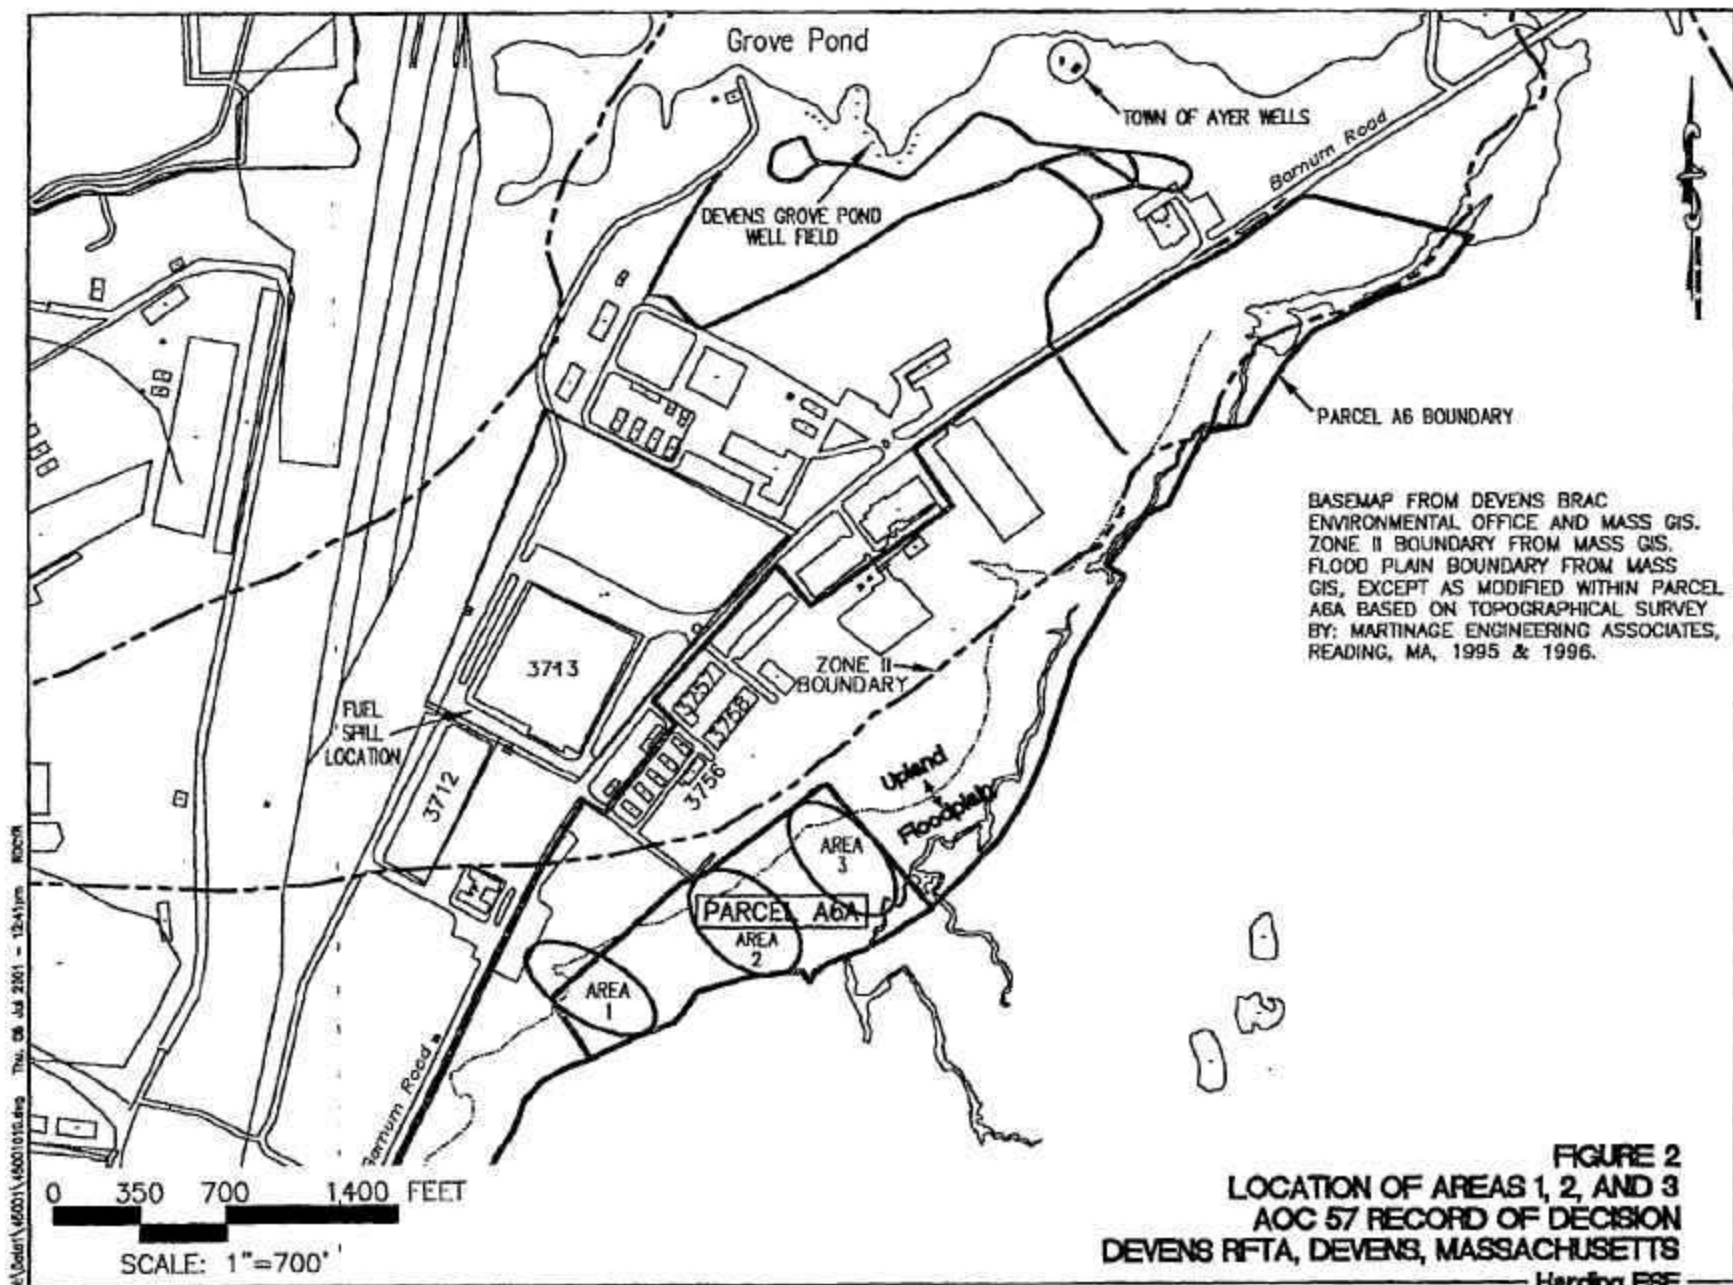 Grove Pond
TOWN OF AYER WELLS
Barnum Road
DEVENS GROVE POND
WELL FIELD
PARCEL A6 BOUNDARY
BASEMAP FROM DEVENS BRAC
ENVIRONMENTAL OFFICE AND MASS GIS.
ZONE II BOUNDARY FROM MASS GIS.
FLOOD PLAIN BOUNDARY FROM MASS
GIS, EXCEPT AS MODIFIED WITHIN PARCEL
A6A BASED ON TOPOGRAPHICAL SURVEY
BY: MARTINAGE ENGINEERING ASSOCIATES,
READING, MA, 1995 & 1996.
3713
ZONE II
BOUNDARY
3757
3758
FUEL
SPILL
LOCATION
3712
3756
Upland
Floodplain
AREA
3
PARCEL A6A
AREA
2
AREA
1
Barnum Road
0 350 700 1,400 FEET
SCALE: 1"=700'
FIGURE 2
LOCATION OF AREAS 1, 2, AND 3
AOC 57 RECORD OF DECISION
DEVENS RFTA, DEVENS, MASSACHUSETTS
Harding ESE